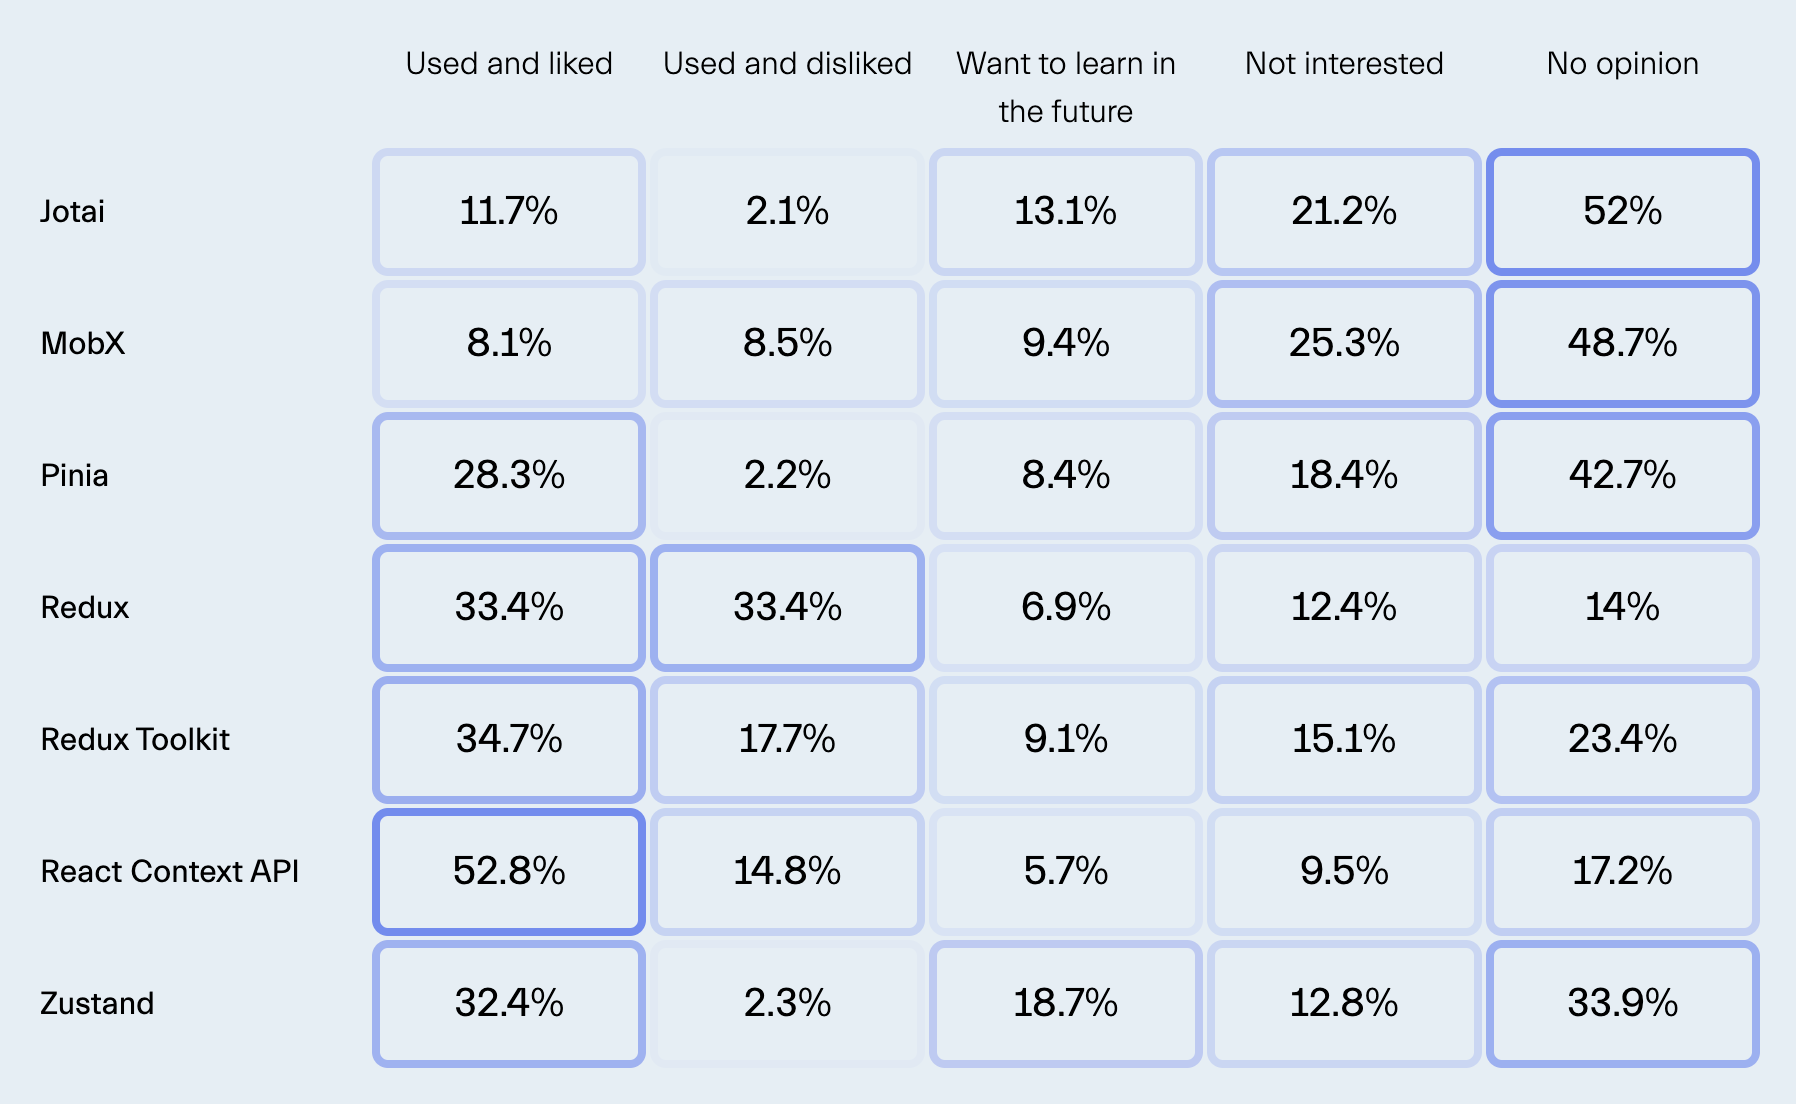 Used and liked Used and disliked Want to learn in the future Not interested No opinion
Jotai 11.7% 2.1% 13.1% 21.2% 52%
MobX 8.1% 8.5% 9.4% 25.3% 48.7%
Pinia 28.3% 2.2% 8.4% 18.4% 42.7%
Redux 33.4% 33.4% 6.9% 12.4% 14%
Redux Toolkit 34.7% 17.7% 9.1% 15.1% 23.4%
React Context API 52.8% 14.8% 5.7% 9.5% 17.2%
Zustand 32.4% 2.3% 18.7% 12.8% 33.9%